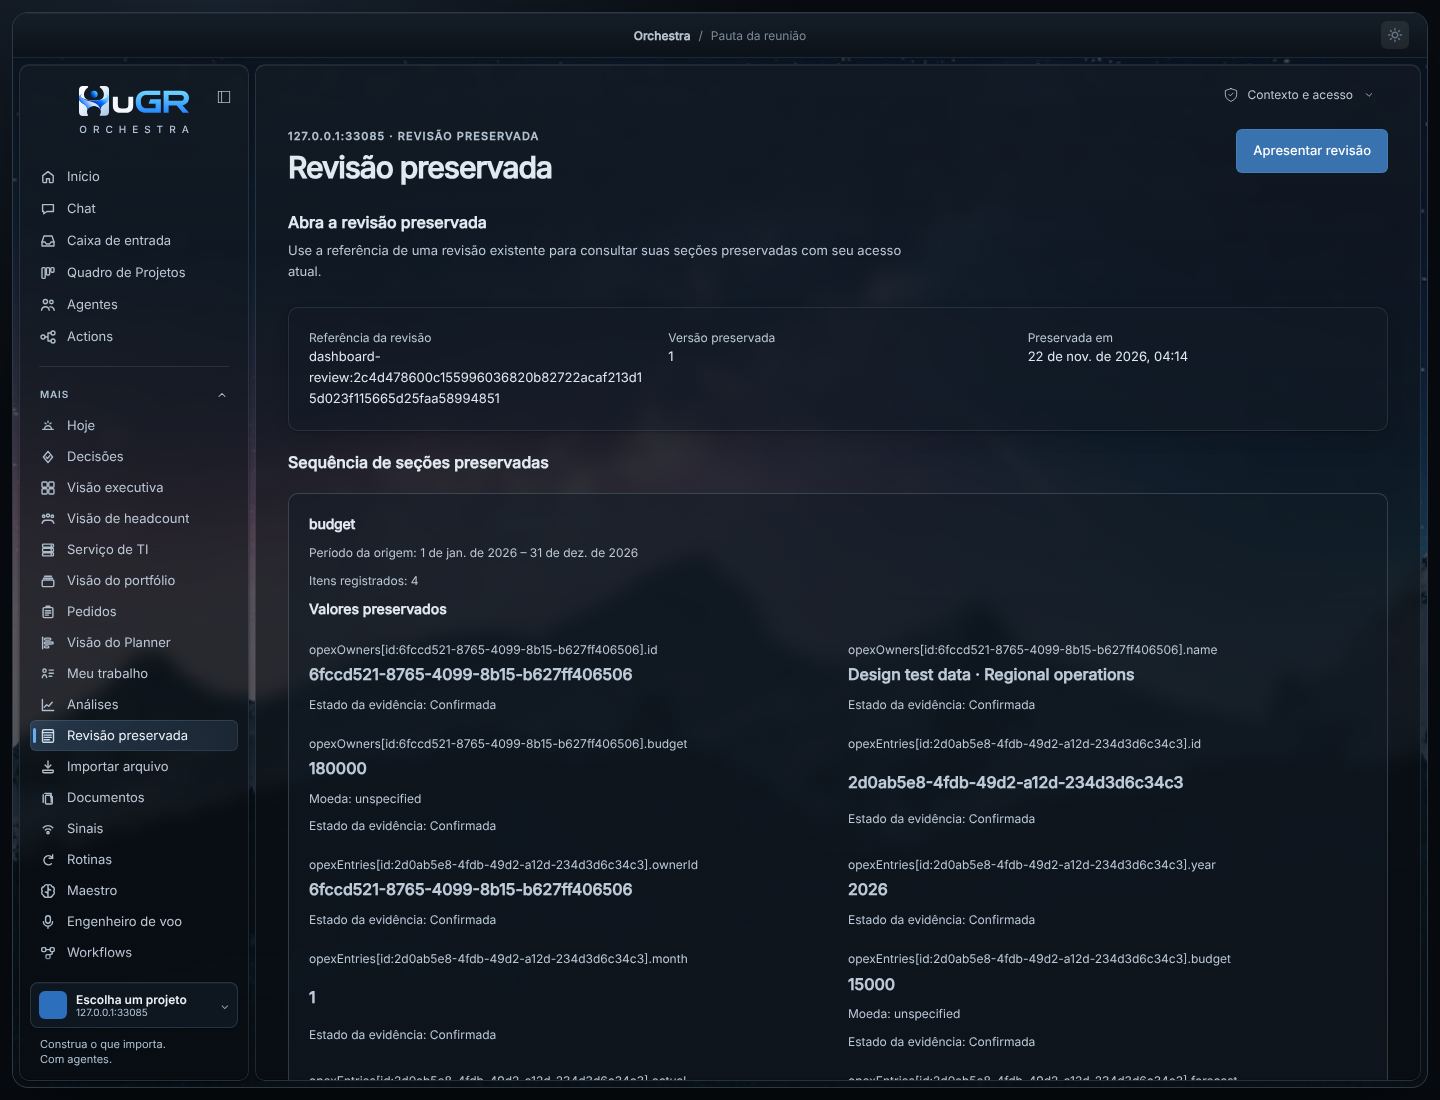 Orchestra / Pauta da reunião
HuGR
ORCHESTRA
Início
Chat
Caixa de entrada
Quadro de Projetos
Agentes
Actions
MAIS
Hoje
Decisões
Visão executiva
Visão de headcount
Serviço de TI
Visão do portfólio
Pedidos
Visão do Planner
Meu trabalho
Análises
Revisão preservada
Importar arquivo
Documentos
Sinais
Rotinas
Maestro
Engenheiro de voo
Workflows
Escolha um projeto
127.0.0.1:33085
Construa o que importa.
Com agentes.
Contexto e acesso
127.0.0.1:33085 · REVISÃO PRESERVADA
Revisão preservada
Apresentar revisão
Abra a revisão preservada
Use a referência de uma revisão existente para consultar suas seções preservadas com seu acesso
atual.
Referência da revisão
dashboard-
review:2c4d478600c155996036820b82722acaf213d1
5d023f115665d25faa58994851
Versão preservada
1
Preservada em
22 de nov. de 2026, 04:14
Sequência de seções preservadas
budget
Período da origem: 1 de jan. de 2026 – 31 de dez. de 2026
Itens registrados: 4
Valores preservados
opexOwners[id:6fccd521-8765-4099-8b15-b627ff406506].id
6fccd521-8765-4099-8b15-b627ff406506
Estado da evidência: Confirmada
opexOwners[id:6fccd521-8765-4099-8b15-b627ff406506].name
Design test data · Regional operations
Estado da evidência: Confirmada
opexOwners[id:6fccd521-8765-4099-8b15-b627ff406506].budget
180000
Moeda: unspecified
Estado da evidência: Confirmada
opexEntries[id:2d0ab5e8-4fdb-49d2-a12d-234d3d6c34c3].id
2d0ab5e8-4fdb-49d2-a12d-234d3d6c34c3
Estado da evidência: Confirmada
opexEntries[id:2d0ab5e8-4fdb-49d2-a12d-234d3d6c34c3].ownerId
6fccd521-8765-4099-8b15-b627ff406506
Estado da evidência: Confirmada
opexEntries[id:2d0ab5e8-4fdb-49d2-a12d-234d3d6c34c3].year
2026
Estado da evidência: Confirmada
opexEntries[id:2d0ab5e8-4fdb-49d2-a12d-234d3d6c34c3].month
1
Estado da evidência: Confirmada
opexEntries[id:2d0ab5e8-4fdb-49d2-a12d-234d3d6c34c3].budget
15000
Moeda: unspecified
Estado da evidência: Confirmada